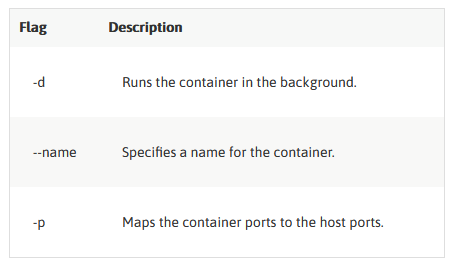 Flag Description
-d Runs the container in the background.
--name Specifies a name for the container.
-p Maps the container ports to the host ports.